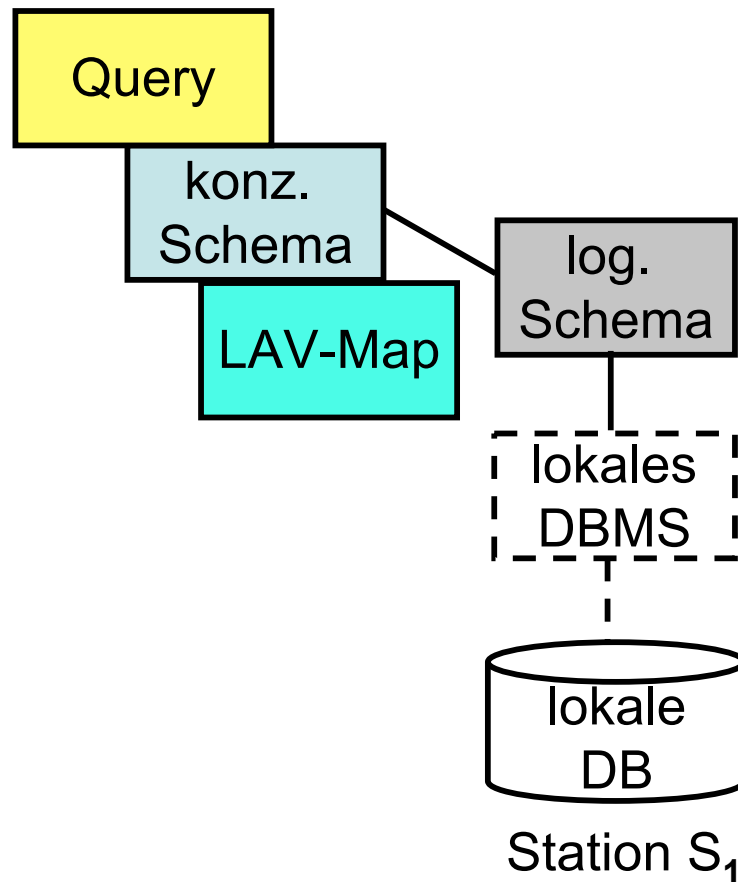 Query
konz.
Schema
log.
Schema
LAV-Map
lokales
DBMS
lokale
DB
Station S₁